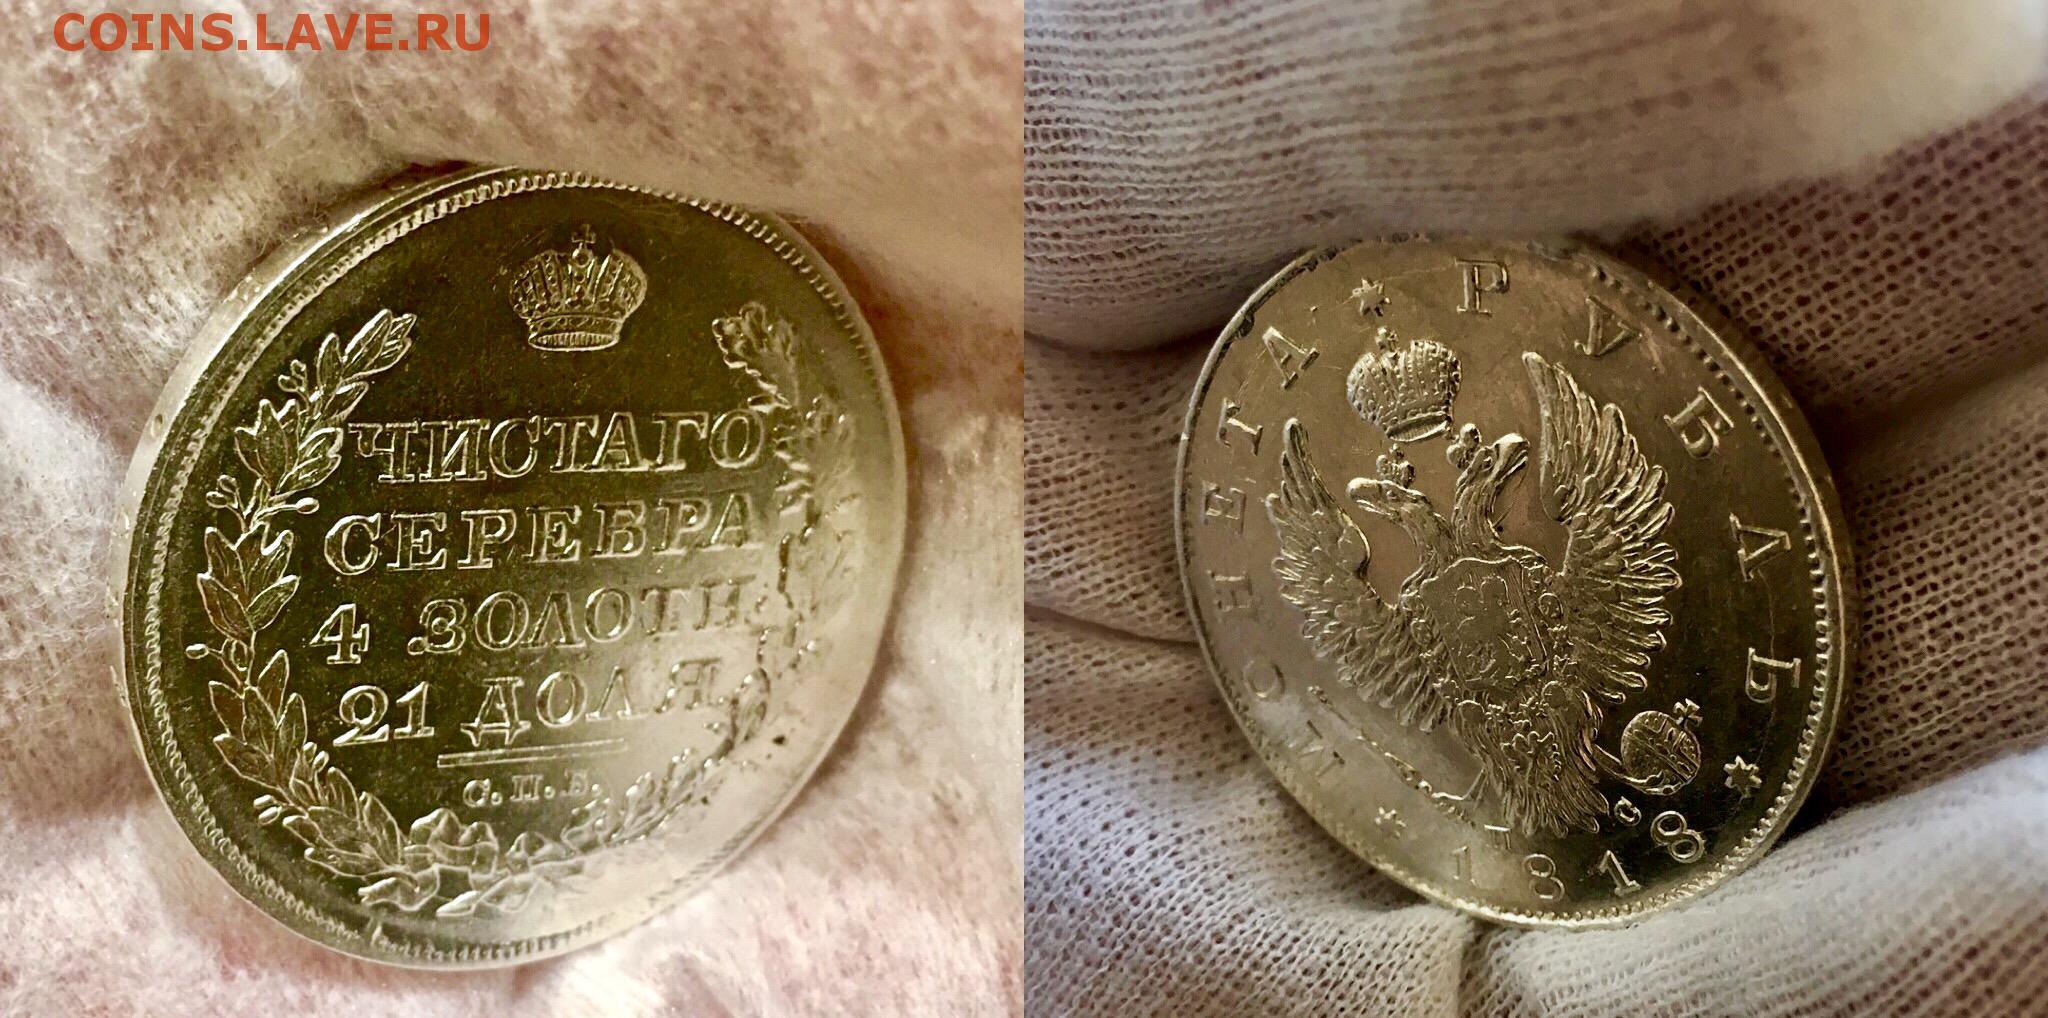 COINS.LAVE.RU
ЧИСТАГО
СЕРЕБРА
4 ЗОЛОТН.
21 ДОЛЯ
С.П.Б.
МОНЕТА * РУБЛЬ *
П С
* 1818